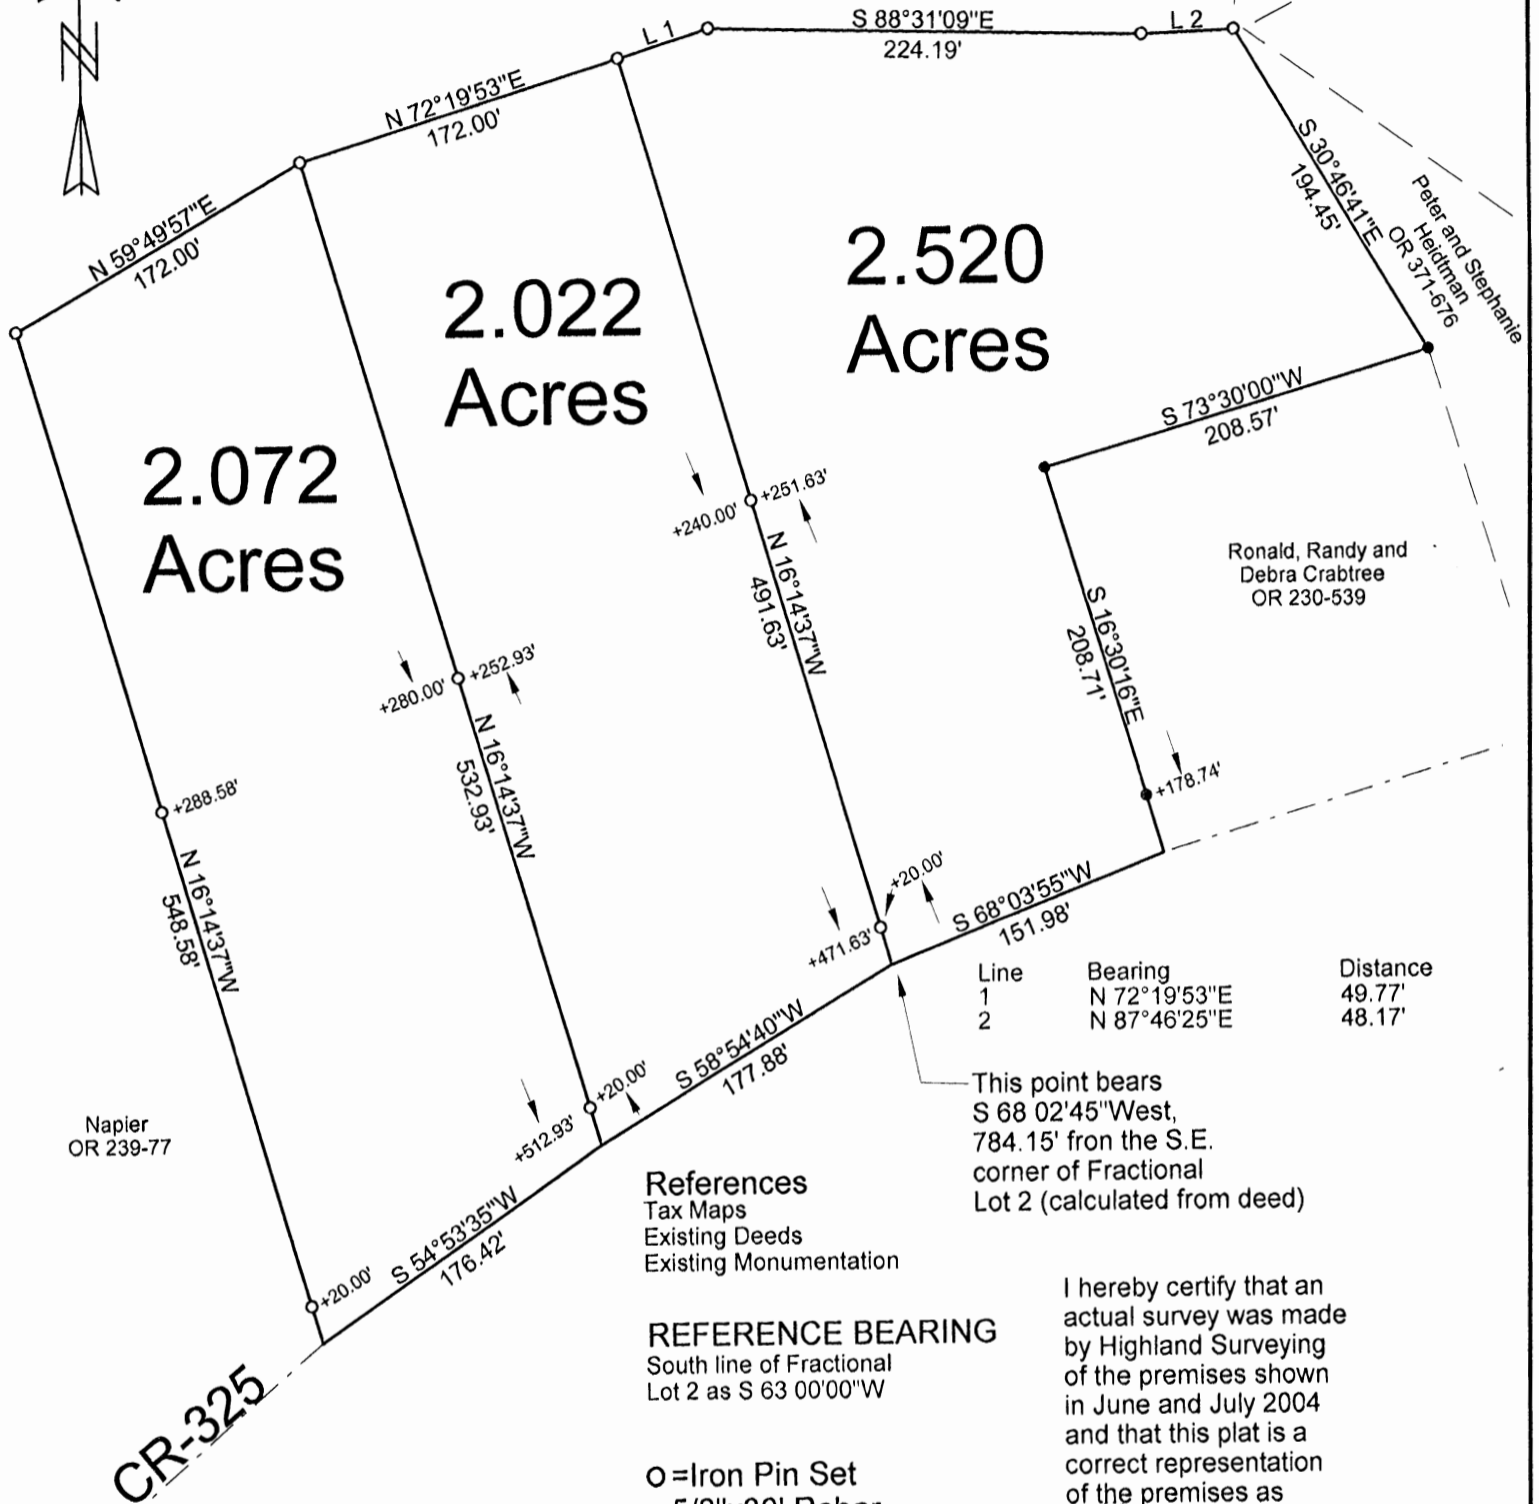 N
L 1
S 88°31'09"E
224.19'
L 2
N 72°19'53"E
172.00'
N 59°49'57"E
172.00'
S 30°46'41"E
194.45'
Peter and Stephanie
Heidtman
OR 371-676
2.520
Acres
2.022
Acres
2.072
Acres
S 73°30'00"W
208.57'
+240.00'
+251.63'
N 16°14'37"W
491.63'
Ronald, Randy and
Debra Crabtree
OR 230-539
S 16°30'16"E
208.71'
+280.00'
+252.93'
N 16°14'37"W
532.93'
+178.74'
+288.58'
N 16°14'37"W
548.58'
+20.00'
+471.63'
S 68°03'55"W
151.98'
Line Bearing Distance
1 N 72°19'53"E 49.77'
2 N 87°46'25"E 48.17'
S 58°54'40"W
177.88'
This point bears
S 68 02'45"West,
784.15' fron the S.E.
corner of Fractional
Lot 2 (calculated from deed)
+20.00'
+512.93'
Napier
OR 239-77
References
Tax Maps
Existing Deeds
Existing Monumentation
S 54°53'35"W
176.42'
+20.00'
REFERENCE BEARING
South line of Fractional
Lot 2 as S 63 00'00"W
CR-325
I hereby certify that an
actual survey was made
by Highland Surveying
of the premises shown
in June and July 2004
and that this plat is a
correct representation
of the premises as
O =Iron Pin Set